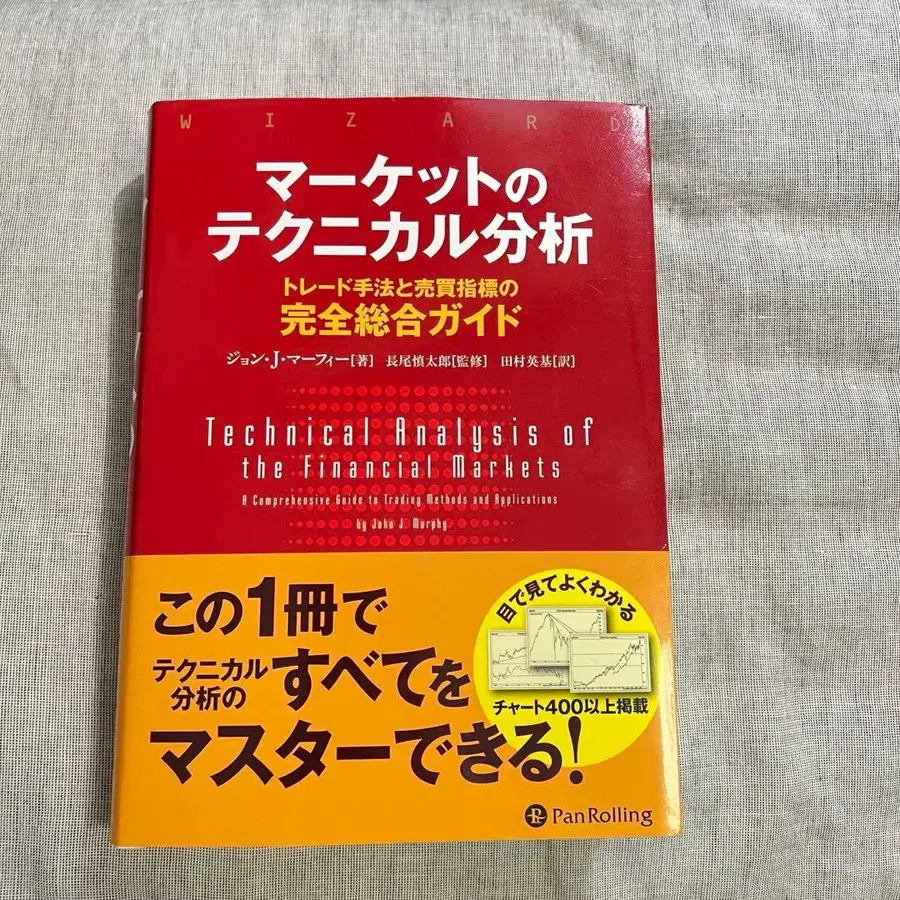 WIZARD
マーケットの
テクニカル分析
トレード手法と売買指標の
完全総合ガイド
ジョン・J・マーフィー[著] 長尾慎太郎[監修] 田村英基[訳]
Technical Analysis of
the Financial Markets
A Comprehensive Guide to Trading Methods and Applications
by John J. Murphy
この1冊で
テクニカル
分析の
すべてを
マスターできる!
目で見てよくわかる
チャート400以上掲載
PanRolling